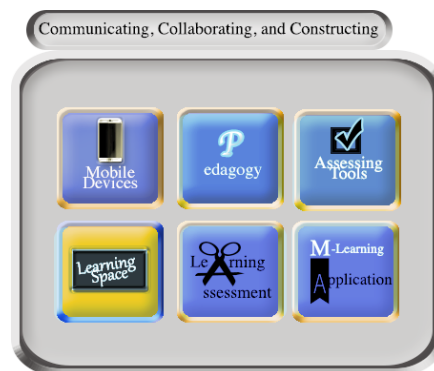 Communicating, Collaborating, and Constructing
Mobile
Devices
Pedagogy
Assessing
Tools
Learning
Space
LeArning
Assessment
M-Learning
Application